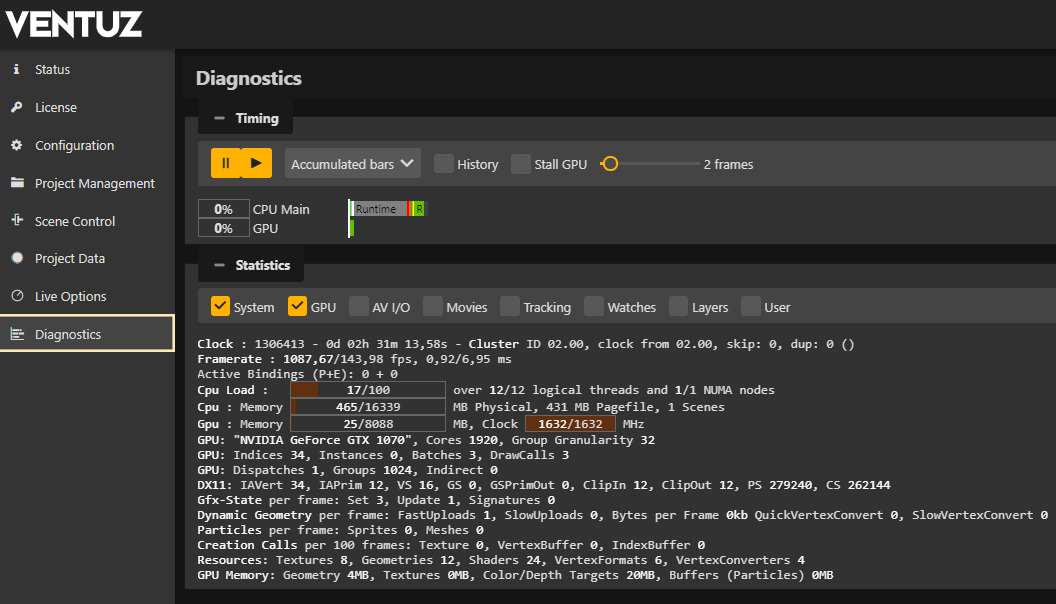 VENTUZ
Status
License
Configuration
Project Management
Scene Control
Project Data
Live Options
Diagnostics
Diagnostics
Timing
Accumulated bars History Stall GPU 2 frames
0% CPU Main Runtime R
0% GPU
Statistics
System GPU AV I/O Movies Tracking Watches Layers User
Clock : 1306413 - 0d 02h 31m 13,58s - Cluster ID 02.00, clock from 02.00, skip: 0, dup: 0 ()
Framerate : 1087,67/143,98 fps, 0,92/6,95 ms
Active Bindings (P+E): 0 + 0
Cpu Load : 17/100 over 12/12 logical threads and 1/1 NUMA nodes
Cpu : Memory 465/16339 MB Physical, 431 MB Pagefile, 1 Scenes
Gpu : Memory 25/8088 MB, Clock 1632/1632 MHz
GPU: "NVIDIA GeForce GTX 1070", Cores 1920, Group Granularity 32
GPU: Indices 34, Instances 0, Batches 3, DrawCalls 3
GPU: Dispatches 1, Groups 1024, Indirect 0
DX11: IAVert 34, IAPrim 12, VS 16, GS 0, GSPrimOut 0, ClipIn 12, ClipOut 12, PS 279240, CS 262144
Gfx-State per frame: Set 3, Update 1, Signatures 0
Dynamic Geometry per frame: FastUploads 1, SlowUploads 0, Bytes per Frame 0kb QuickVertexConvert 0, SlowVertexConvert 0
Particles per frame: Sprites 0, Meshes 0
Creation Calls per 100 frames: Texture 0, VertexBuffer 0, IndexBuffer 0
Resources: Textures 8, Geometries 12, Shaders 24, VertexFormats 6, VertexConverters 4
GPU Memory: Geometry 4MB, Textures 0MB, Color/Depth Targets 20MB, Buffers (Particles) 0MB